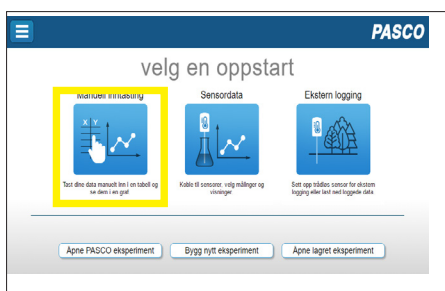 PASCO
velg en oppstart
Manuell inntasting
Sensordata
Ekstern logging
X Y
Tast dine data manuelt inn i en tabell og
se dem i en graf
Koble til sensorer, velg målinger og
visninger
Sett opp trådløs sensor for ekstern
logging eller last ned loggede data
Åpne PASCO eksperiment
Bygg nytt eksperiment
Åpne lagret eksperiment